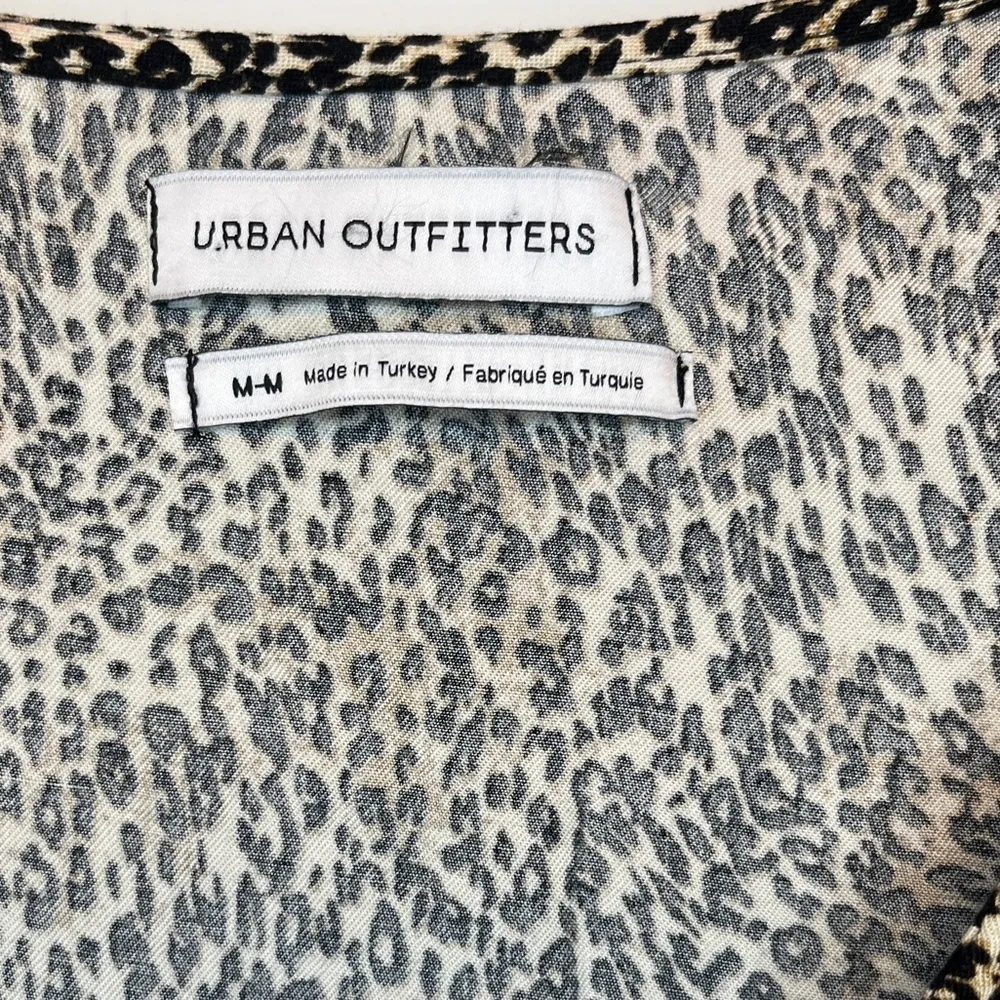 URBAN OUTFITTERS
M-M Made in Turkey / Fabriqué en Turquie